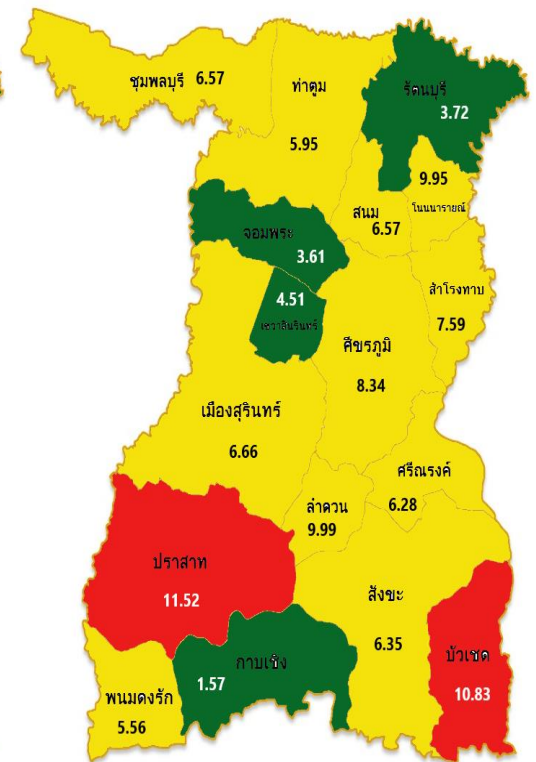 ชุมพลบุรี 6.57
ท่าตูม
5.95
รัตนบุรี
3.72
9.95
โนนนารายณ์
สนม
6.57
จอมพระ
3.61
4.51
เขวาสินรินทร์
สำโรงทาบ
7.59
ศีขรภูมิ
8.34
เมืองสุรินทร์
6.66
ศรีณรงค์
6.28
ลำดวน
9.99
ปราสาท
11.52
สังขะ
6.35
บัวเชด
10.83
กาบเชิง
1.57
พนมดงรัก
5.56